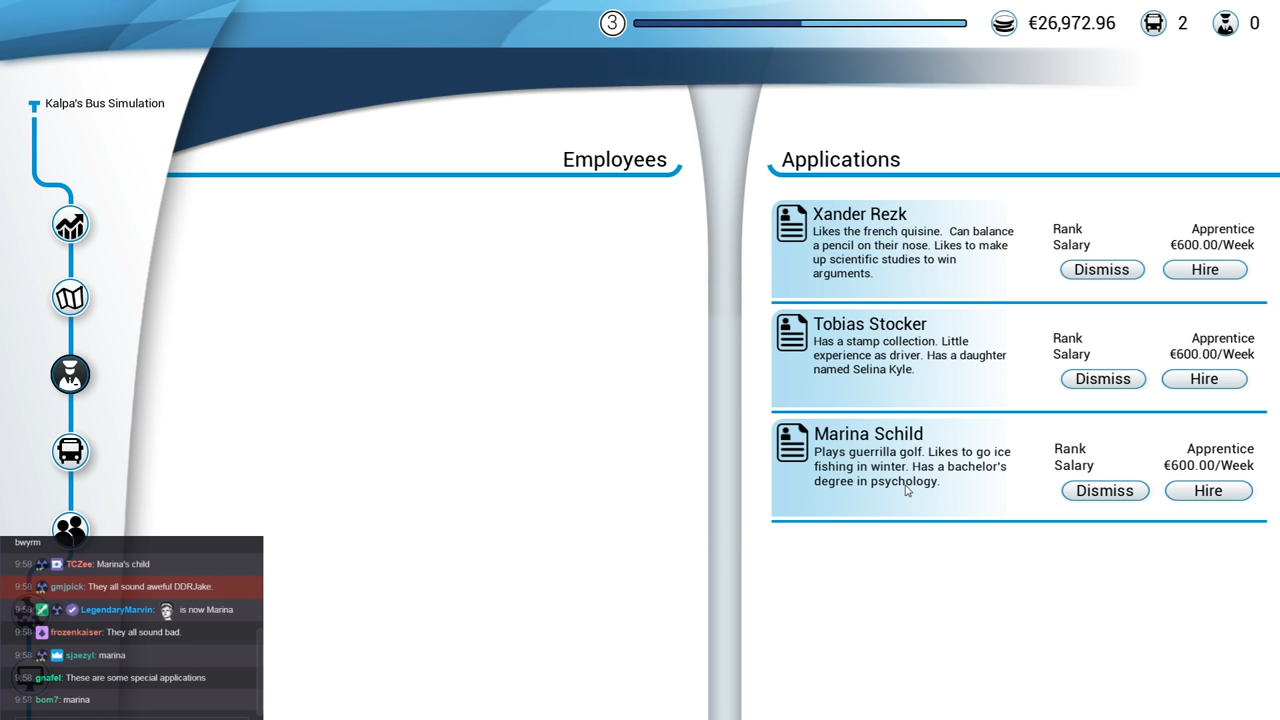 3
€26,972.96
2
0
Kalpa's Bus Simulation
Employees
Applications
Xander Rezk
Likes the french quisine. Can balance
a pencil on their nose. Likes to make
up scientific studies to win
arguments.
Rank Apprentice
Salary €600.00/Week
Dismiss Hire
Tobias Stocker
Has a stamp collection. Little
experience as driver. Has a daughter
named Selina Kyle.
Rank Apprentice
Salary €600.00/Week
Dismiss Hire
Marina Schild
Plays guerrilla golf. Likes to go ice
fishing in winter. Has a bachelor's
degree in psychology.
Rank Apprentice
Salary €600.00/Week
Dismiss Hire
bwyrm
9:58 TCZee: Marina's child
9:58 gmjpick: They all sound aweful DDRJake.
9:58 LegendaryMarvin: is now Marina
9:58 frozenkaiser: They all sound bad.
9:58 sjaezyl: marina
9:58 gnafel: These are some special applications
9:58 bom7: marina